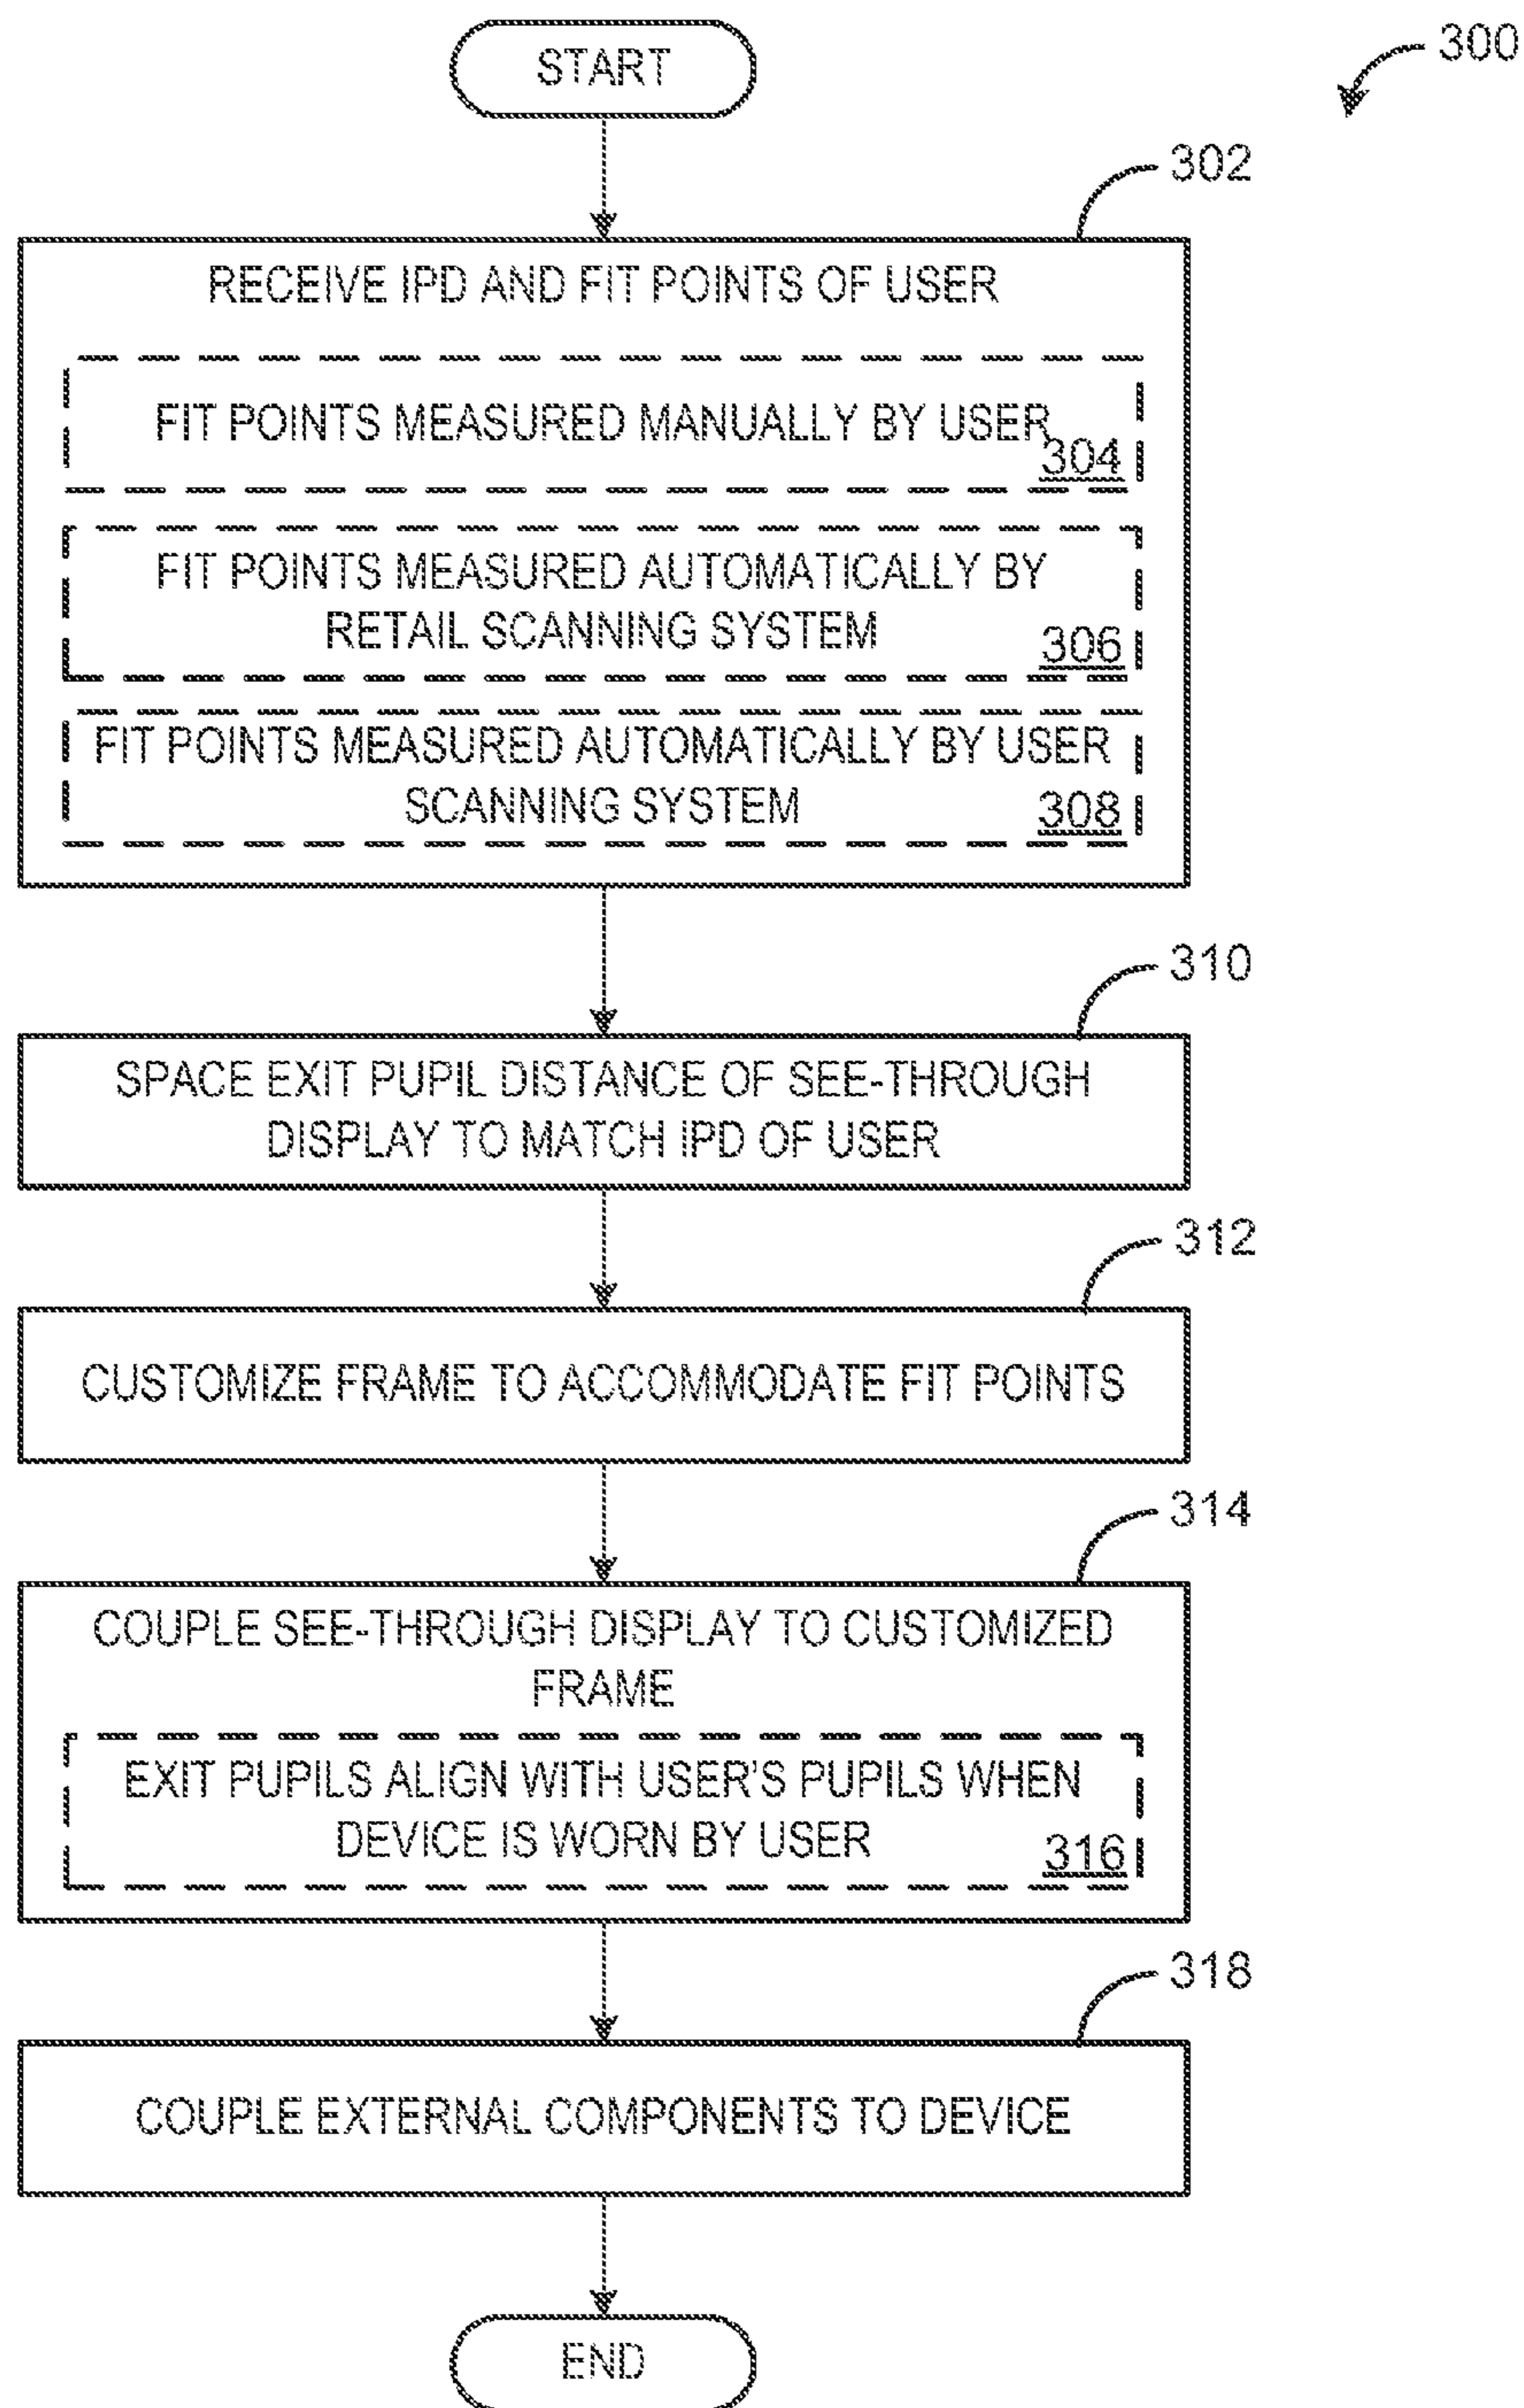 START
300
302
RECEIVE IPD AND FIT POINTS OF USER
FIT POINTS MEASURED MANUALLY BY USER
304
FIT POINTS MEASURED AUTOMATICALLY BY
RETAIL SCANNING SYSTEM
306
FIT POINTS MEASURED AUTOMATICALLY BY USER
SCANNING SYSTEM
308
310
SPACE EXIT PUPIL DISTANCE OF SEE-THROUGH
DISPLAY TO MATCH IPD OF USER
312
CUSTOMIZE FRAME TO ACCOMMODATE FIT POINTS
314
COUPLE SEE-THROUGH DISPLAY TO CUSTOMIZED
FRAME
EXIT PUPILS ALIGN WITH USER'S PUPILS WHEN
DEVICE IS WORN BY USER
316
318
COUPLE EXTERNAL COMPONENTS TO DEVICE
END